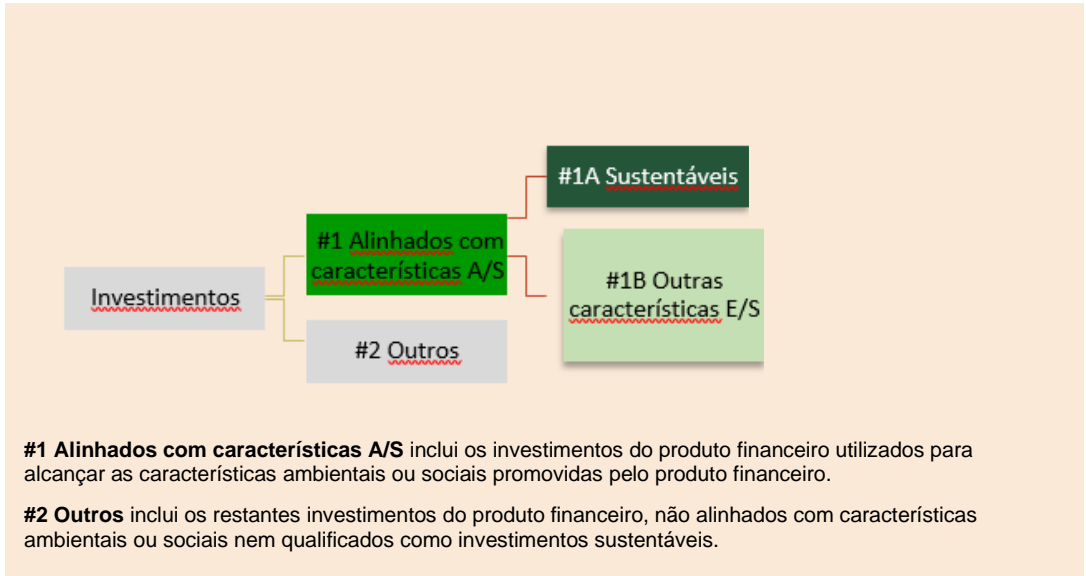 #1A Sustentáveis
#1 Alinhados com
características A/S
#1B Outras
características E/S
Investimentos
#2 Outros
#1 Alinhados com características A/S inclui os investimentos do produto financeiro utilizados para
alcançar as características ambientais ou sociais promovidas pelo produto financeiro.
#2 Outros inclui os restantes investimentos do produto financeiro, não alinhados com características
ambientais ou sociais nem qualificados como investimentos sustentáveis.